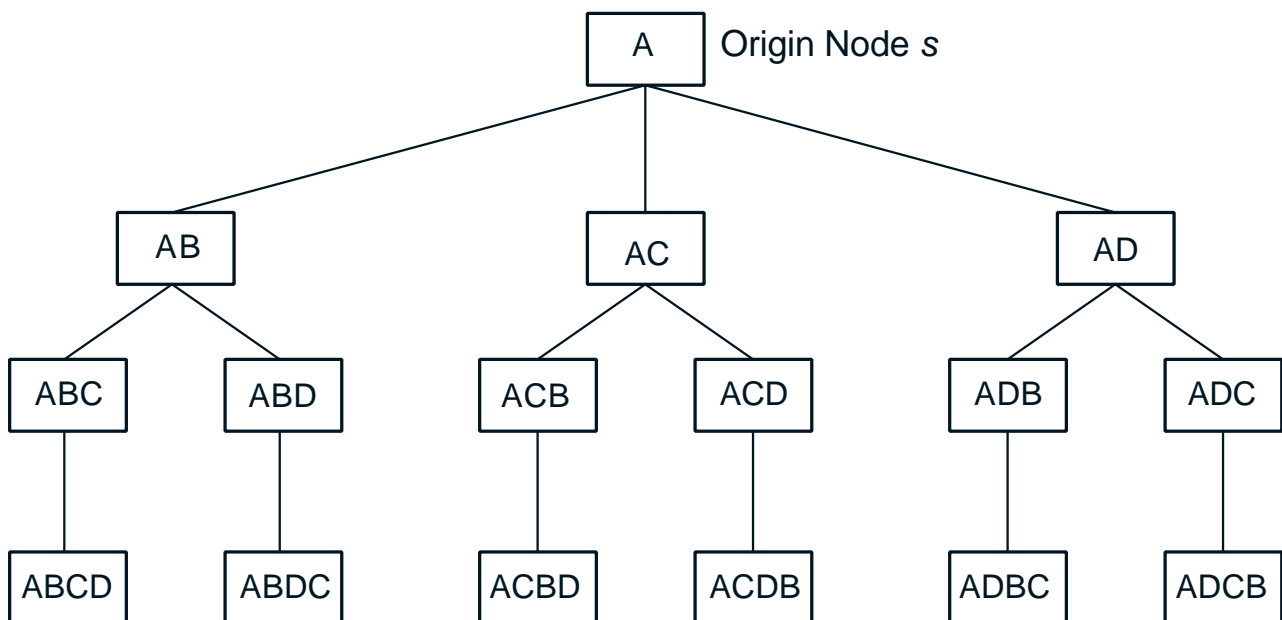 A
Origin Node s
AB
AC
AD
ABC
ABD
ACB
ACD
ADB
ADC
ABCD
ABDC
ACBD
ACDB
ADBC
ADCB